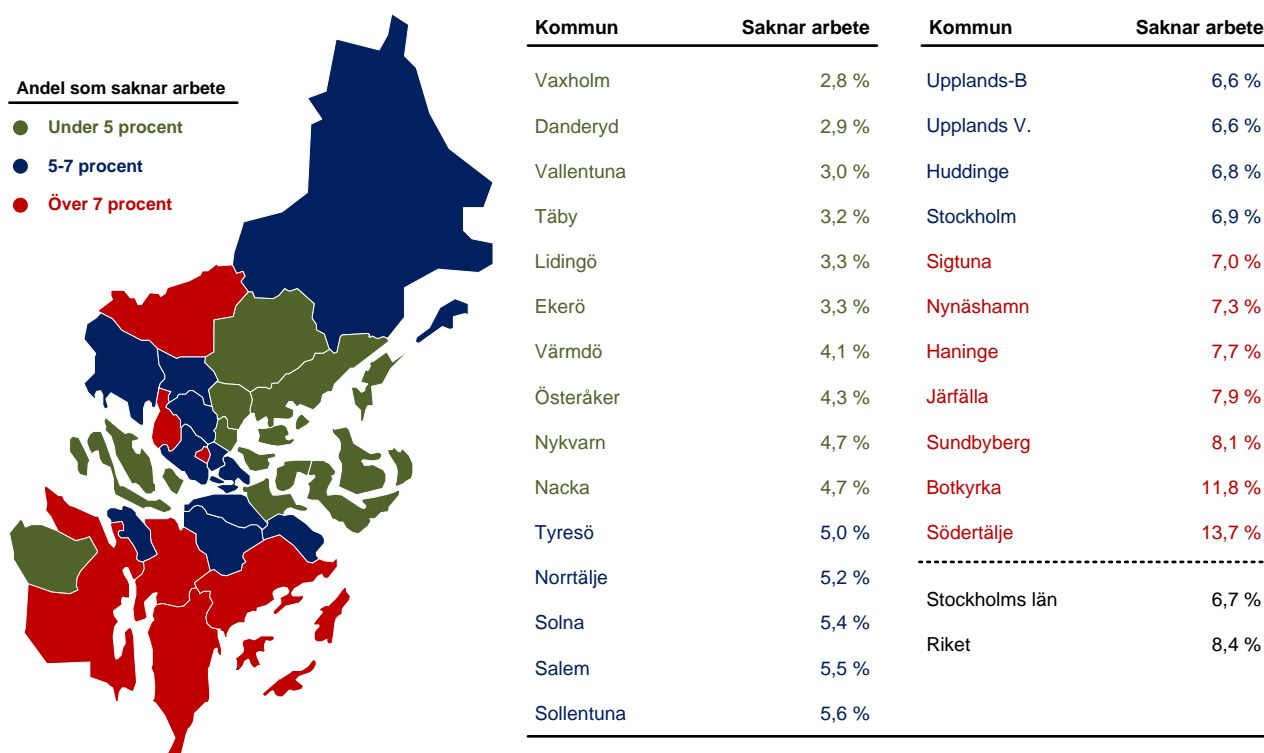 Andel som saknar arbete
Under 5 procent
5-7 procent
Över 7 procent
Kommun Saknar arbete
Vaxholm 2,8 %
Danderyd 2,9 %
Vallentuna 3,0 %
Täby 3,2 %
Lidingö 3,3 %
Ekerö 3,3 %
Värmdö 4,1 %
Österåker 4,3 %
Nykvarn 4,7 %
Nacka 4,7 %
Tyresö 5,0 %
Norrtälje 5,2 %
Solna 5,4 %
Salem 5,5 %
Sollentuna 5,6 %
Kommun Saknar arbete
Upplands-B 6,6 %
Upplands V. 6,6 %
Huddinge 6,8 %
Stockholm 6,9 %
Sigtuna 7,0 %
Nynäshamn 7,3 %
Haninge 7,7 %
Järfälla 7,9 %
Sundbyberg 8,1 %
Botkyrka 11,8 %
Södertälje 13,7 %
Stockholms län 6,7 %
Riket 8,4 %